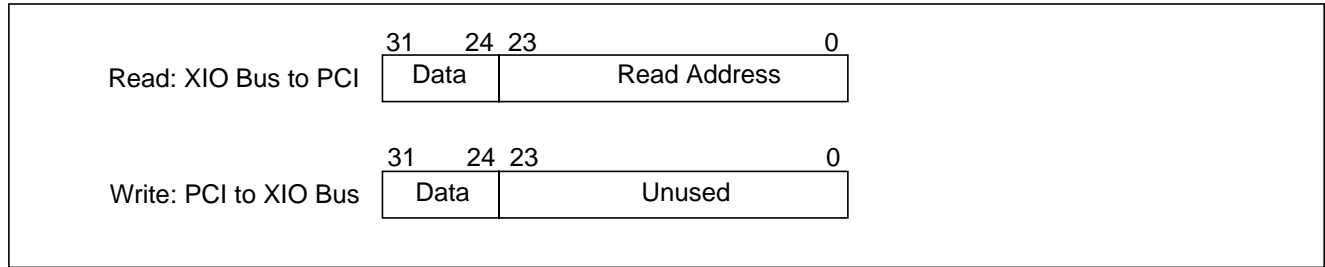 31 24 23 0
Read: XIO Bus to PCI Data Read Address
31 24 23 0
Write: PCI to XIO Bus Data Unused